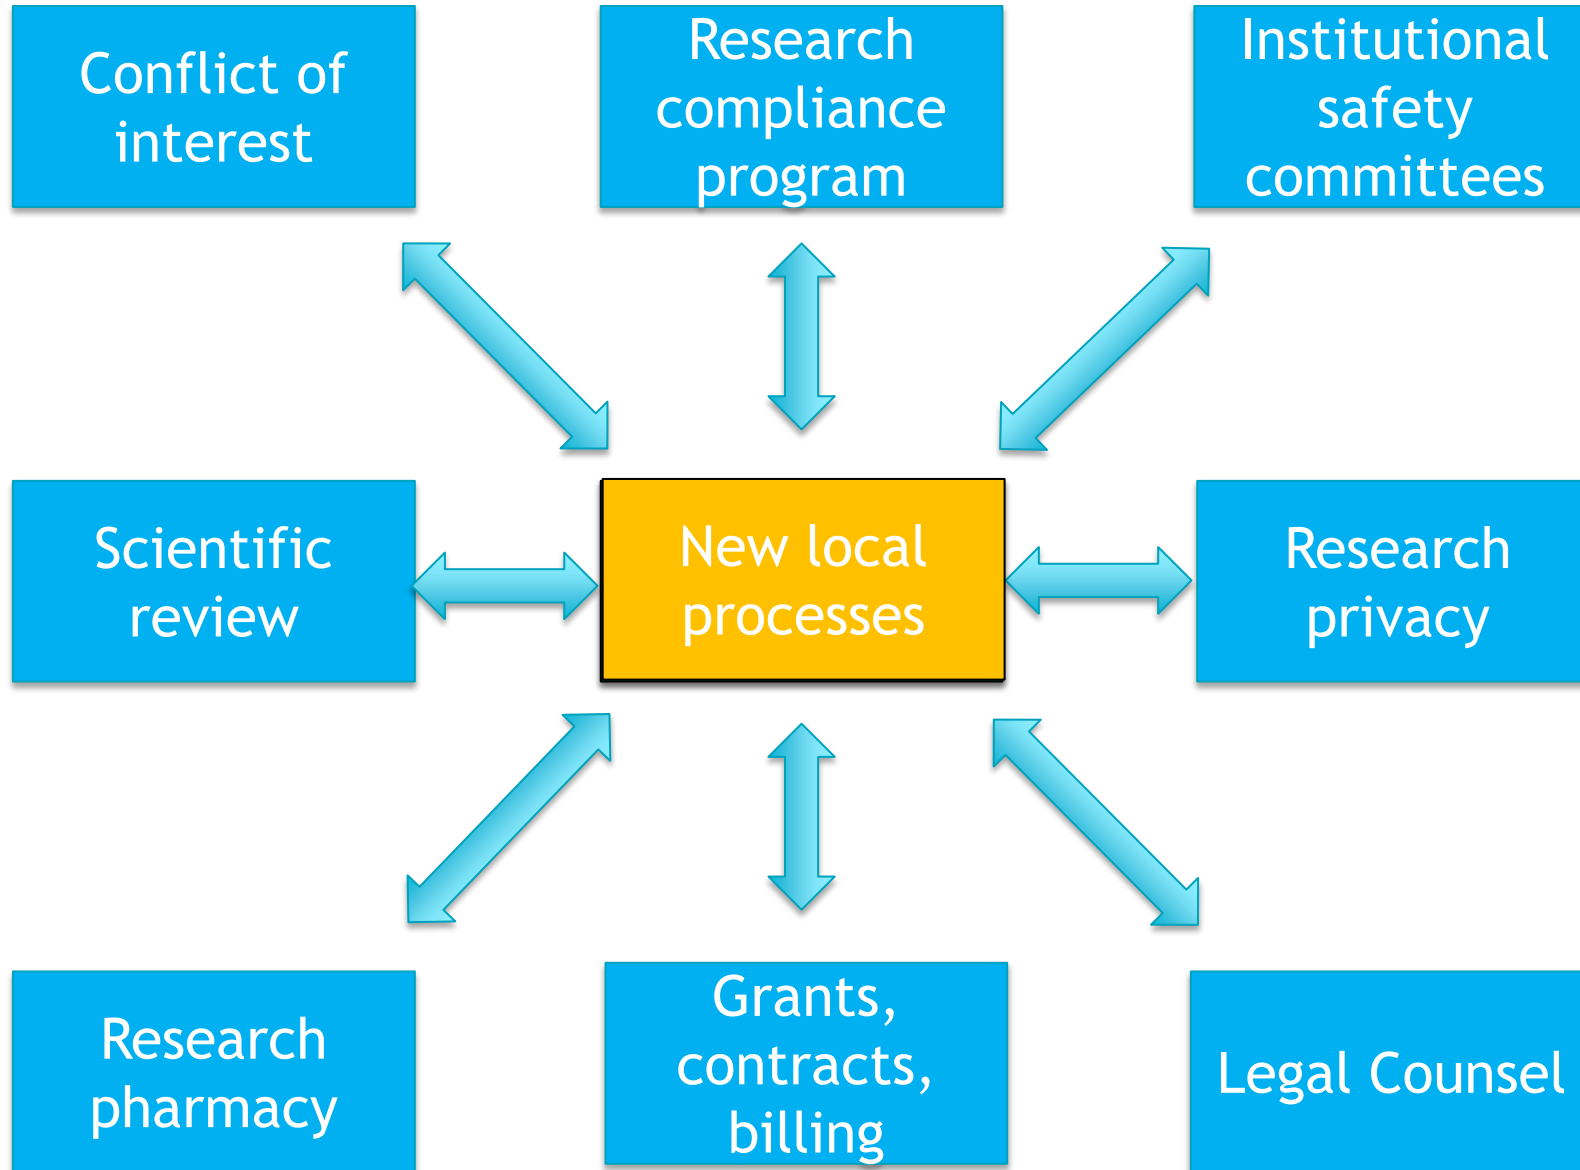 Conflict of
interest
Research
compliance
program
Institutional
safety
committees
Scientific
review
New local
processes
Research
privacy
Research
pharmacy
Grants,
contracts,
billing
Legal Counsel